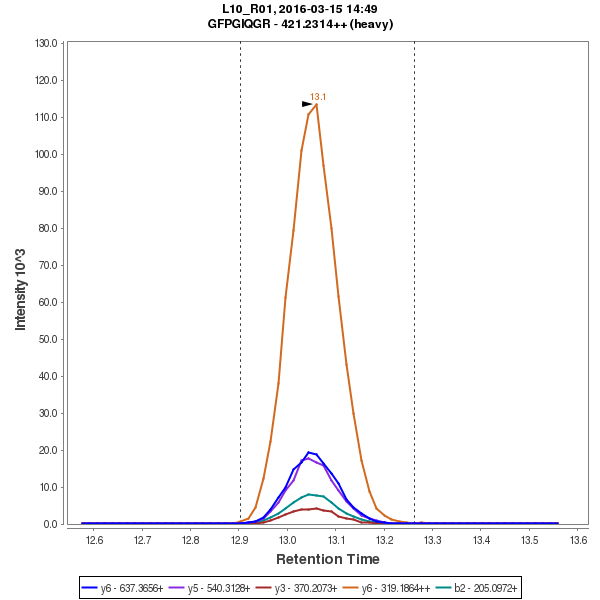 L10_R01, 2016-03-15 14:49
GFPGIQGR - 421.2314++ (heavy)
130.0
120.0
110.0
100.0
90.0
80.0
70.0
60.0
50.0
40.0
30.0
20.0
10.0
0.0
Intensity 10^3
13.1
12.6 12.7 12.8 12.9 13.0 13.1 13.2 13.3 13.4 13.5 13.6
Retention Time
y6 - 637.3656+ y5 - 540.3128+ y3 - 370.2073+ y6 - 319.1864++ b2 - 205.0972+